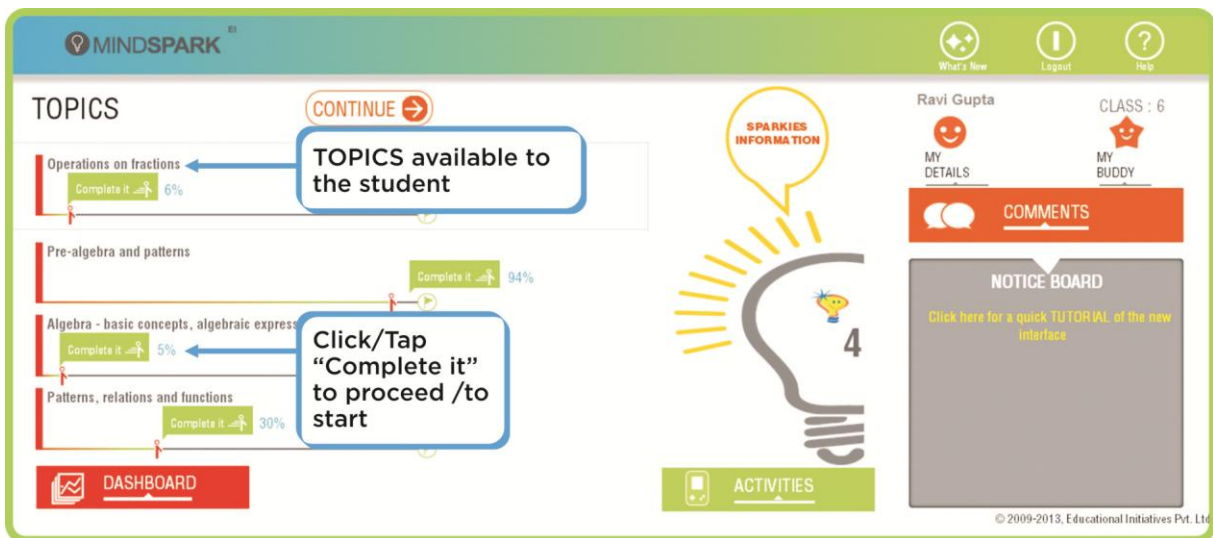 MINDSPARK EI
What's New
Logout
Help
TOPICS
CONTINUE
Operations on fractions
Complete it 6%
TOPICS available to
the student
Pre-algebra and patterns
Complete it 94%
Algebra - basic concepts, algebraic express
Complete it 5%
Click/Tap
“Complete it”
to proceed /to
start
Patterns, relations and functions
Complete it 30%
DASHBOARD
SPARKIES
INFORMATION
4
ACTIVITIES
Ravi Gupta
CLASS : 6
MY
DETAILS
MY
BUDDY
COMMENTS
NOTICE BOARD
Click here for a quick TUTORIAL of the new
interface
© 2009-2013, Educational Initiatives Pvt. Ltd